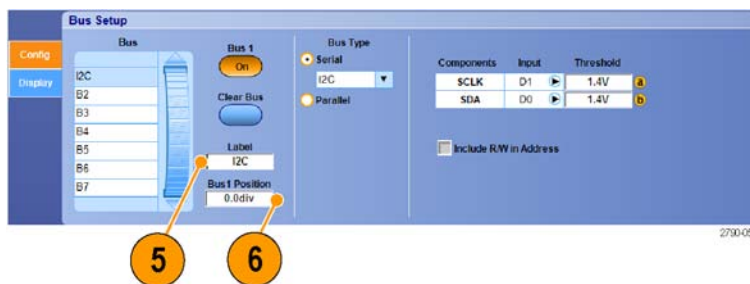 Bus Setup
Config
Display
Bus
I2C
B2
B3
B4
B5
B6
B7
Bus 1
On
Clear Bus
Label
I2C
Bus1 Position
0.0div
Bus Type
Serial
I2C
Parallel
Components Input Threshold
SCLK D1 1.4V a
SDA D0 1.4V b
Include R/W in Address
5 6